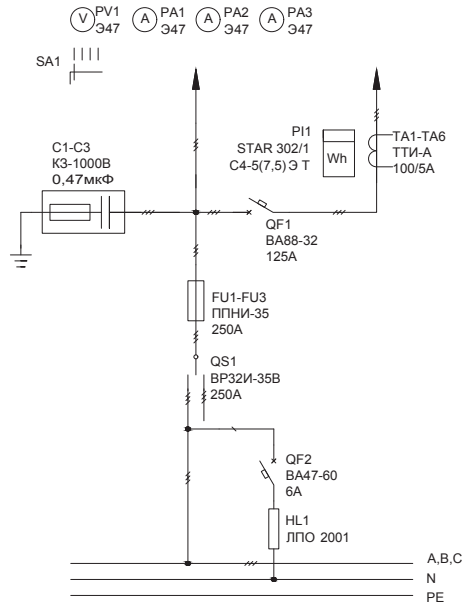 V PV1 A PA1 A PA2 A PA3
Э47 Э47 Э47 Э47
SA1
PI1
STAR 302/1
C4-5(7,5) Э Т
Wh
TA1-TA6
ТТИ-А
100/5А
C1-C3
КЗ-1000В
0,47мкФ
QF1
ВА88-32
125А
FU1-FU3
ППНИ-35
250А
QS1
ВР32И-35В
250А
QF2
ВА47-60
6А
HL1
ЛПО 2001
A,B,C
N
PE